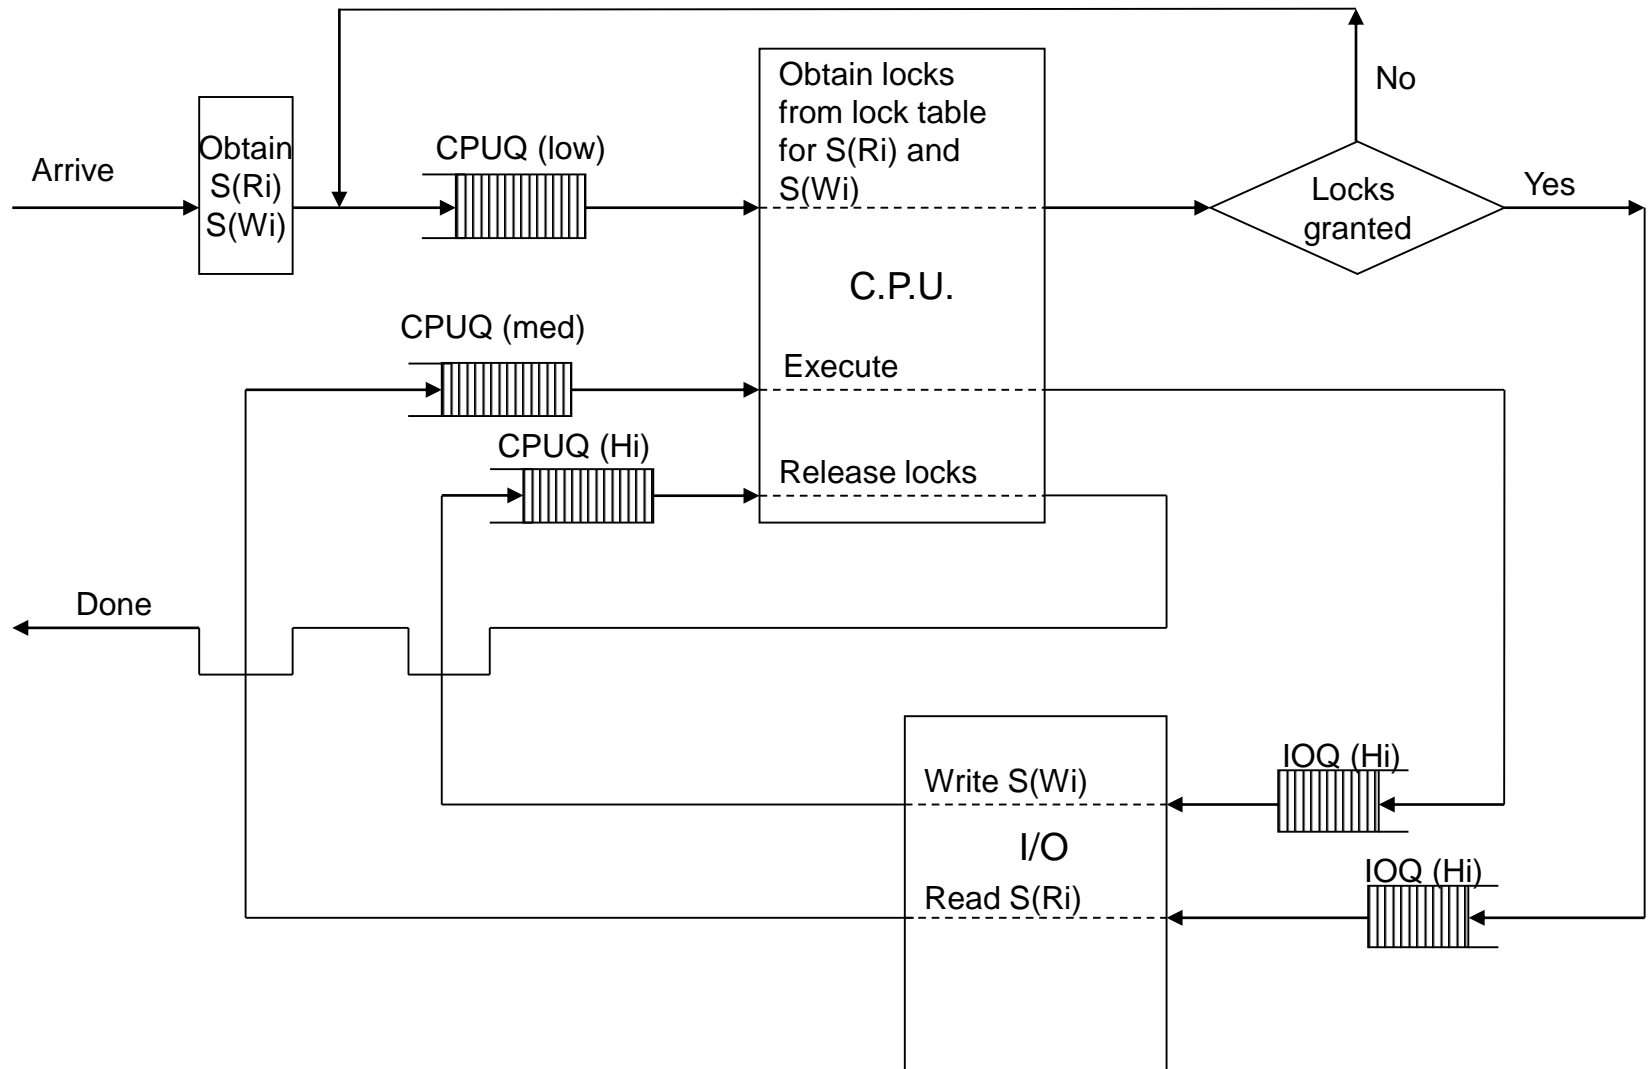 Obtain locks
from lock table
for S(Ri) and
S(Wi)
No
Arrive
Obtain
S(Ri)
S(Wi)
CPUQ (low)
Locks
granted
Yes
C.P.U.
CPUQ (med)
Execute
CPUQ (Hi)
Release locks
Done
Write S(Wi)
IOQ (Hi)
I/O
Read S(Ri)
IOQ (Hi)